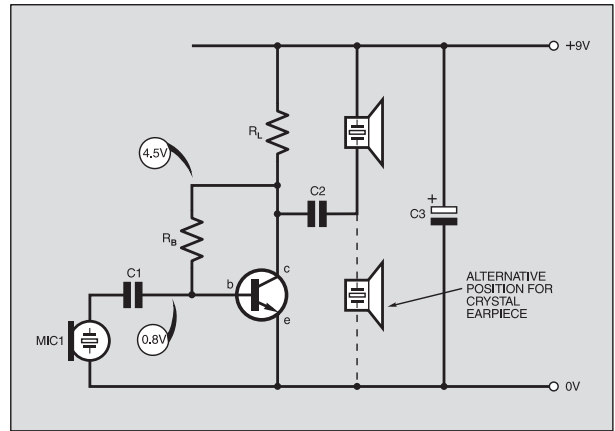 +9V
RL
4.5V
C2
C3
+
RB
C1
b
c
e
ALTERNATIVE
POSITION FOR
CRYSTAL
EARPIECE
MIC1
0.8V
0V